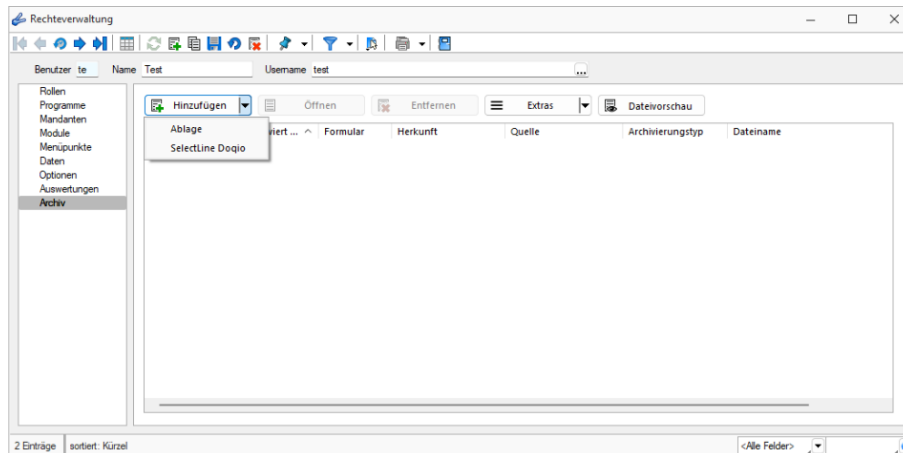 Rechteverwaltung
Benutzer te Name Test Username test ...
Rollen
Programme
Mandanten
Module
Menüpunkte
Daten
Optionen
Auswertungen
Archiv
Hinzufügen Öffnen Entfernen Extras Dateivorschau
Ablage
SelectLine Doqio
viert ... Formular Herkunft Quelle Archivierungstyp Dateiname
2 Einträge sortiert: Kürzel <Alle Felder>